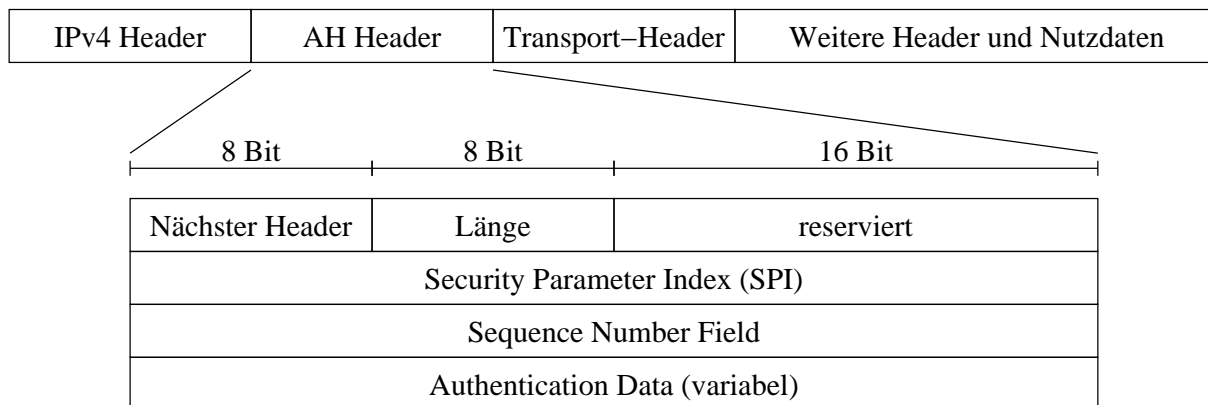 IPv4 Header AH Header Transport−Header Weitere Header und Nutzdaten
8 Bit 8 Bit 16 Bit
Nächster Header Länge reserviert
Security Parameter Index (SPI)
Sequence Number Field
Authentication Data (variabel)